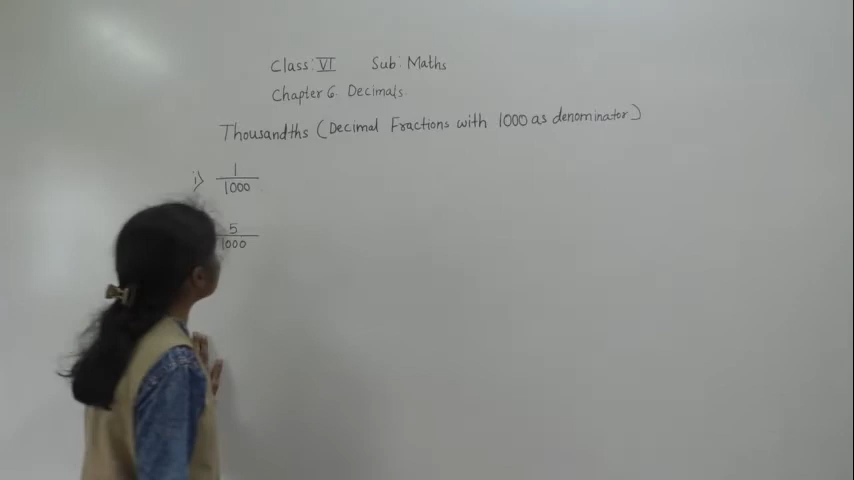 Class: VI Sub: Maths
Chapter 6. Decimals.
Thousandths (Decimal Fractions with 1000 as denominator)
i) 1/1000
5/1000